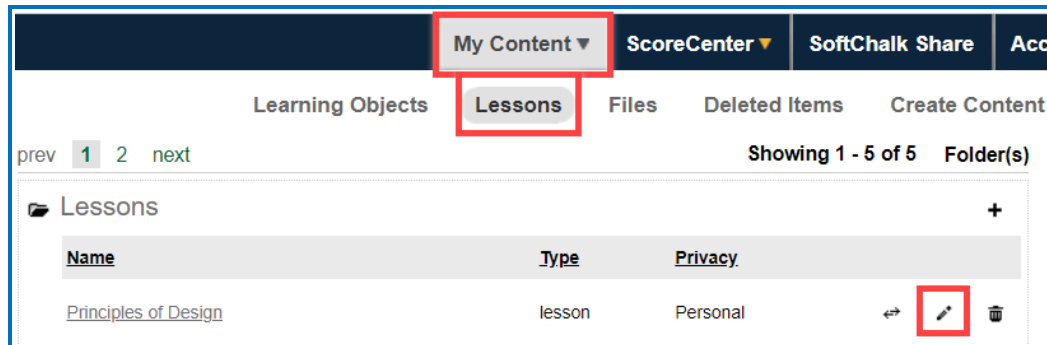 My Content ▼ ScoreCenter ▼ SoftChalk Share Acc
Learning Objects Lessons Files Deleted Items Create Content
prev 1 2 next Showing 1 - 5 of 5 Folder(s)
Lessons +
Name Type Privacy
Principles of Design lesson Personal